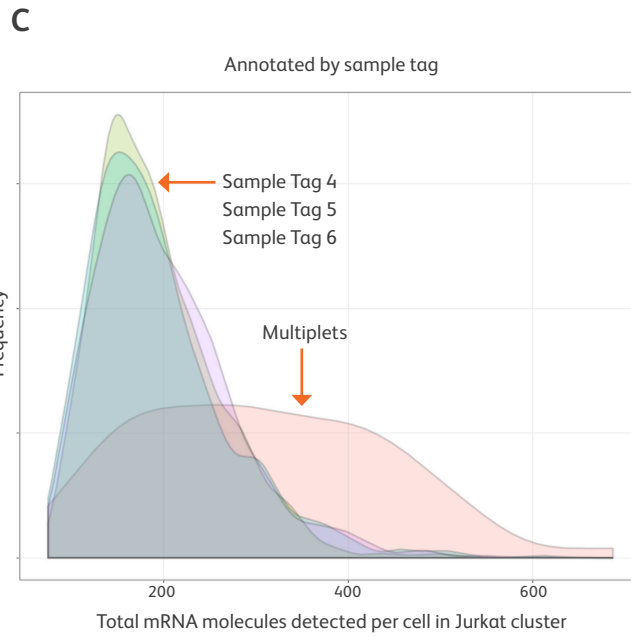 C
Annotated by sample tag
Sample Tag 4
Sample Tag 5
Sample Tag 6
Multiplets
200
400
600
Total mRNA molecules detected per cell in Jurkat cluster